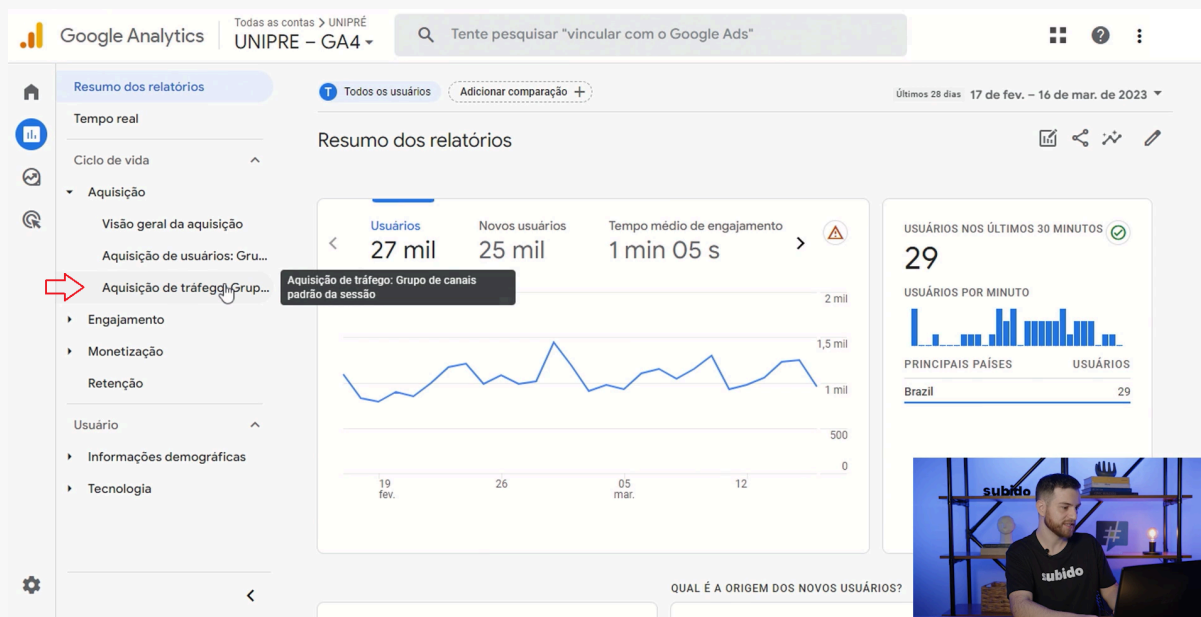 Google Analytics
Todas as contas > UNIPRÉ
UNIPRE – GA4
Tente pesquisar "vincular com o Google Ads"
Resumo dos relatórios
Tempo real
Ciclo de vida
Aquisição
Visão geral da aquisição
Aquisição de usuários: Gru...
Aquisição de tráfego: Grup...
Engajamento
Monetização
Retenção
Usuário
Informações demográficas
Tecnologia
T Todos os usuários
Adicionar comparação +
Últimos 28 dias 17 de fev. – 16 de mar. de 2023
Resumo dos relatórios
Usuários
27 mil
Novos usuários
25 mil
Tempo médio de engajamento
1 min 05 s
Aquisição de tráfego: Grupo de canais
padrão da sessão
2 mil
1,5 mil
1 mil
500
0
19
fev.
26
05
mar.
12
USUÁRIOS NOS ÚLTIMOS 30 MINUTOS
29
USUÁRIOS POR MINUTO
PRINCIPAIS PAÍSES USUÁRIOS
Brazil 29
QUAL É A ORIGEM DOS NOVOS USUÁRIOS?
subido
#
subido